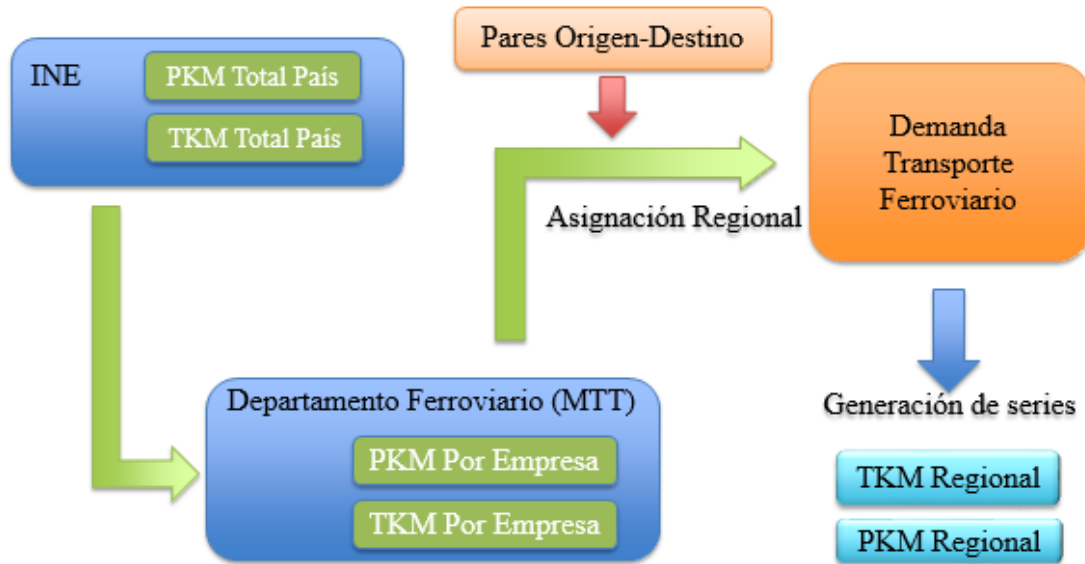 INE
PKM Total País
TKM Total País
Pares Origen-Destino
Asignación Regional
Demanda
Transporte
Ferroviario
Departamento Ferroviario (MTT)
PKM Por Empresa
TKM Por Empresa
Generación de series
TKM Regional
PKM Regional